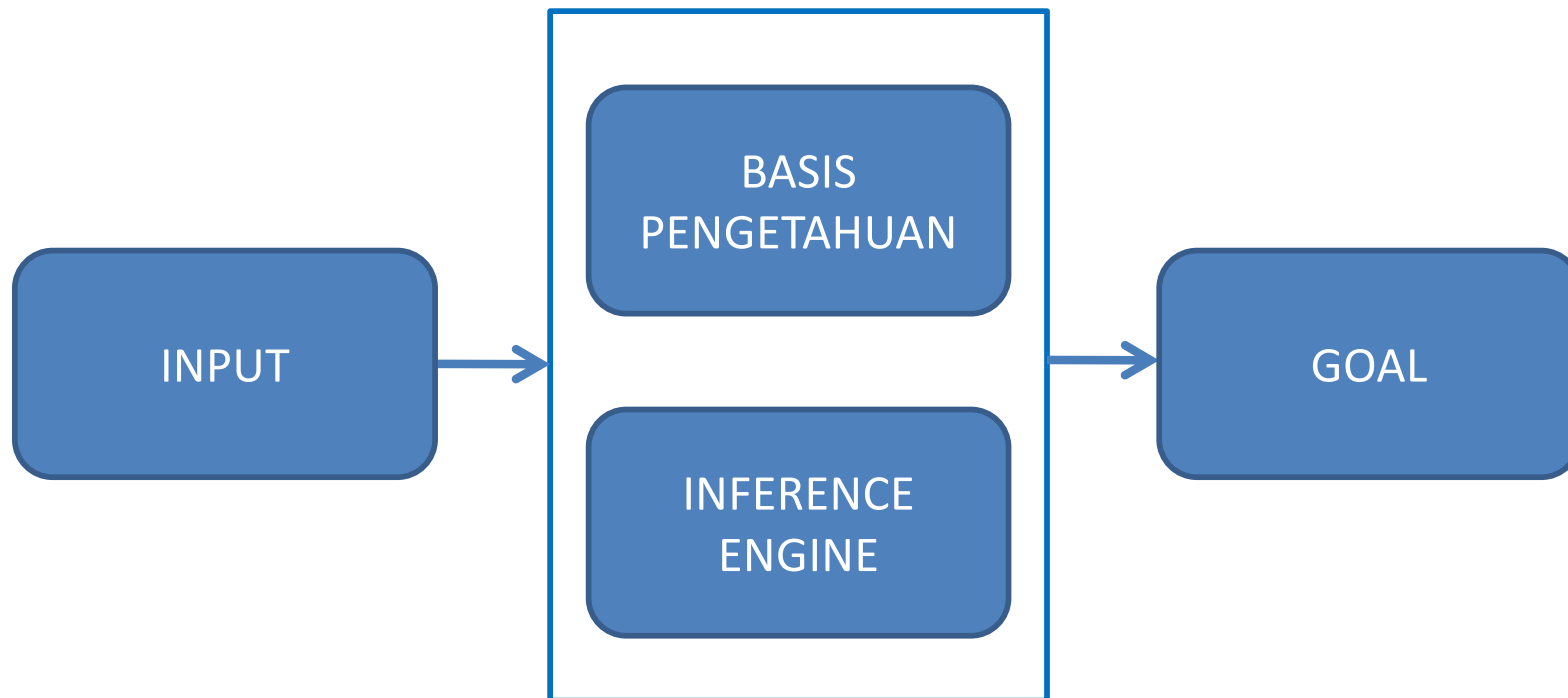 INPUT
BASIS
PENGETAHUAN
INFERENCE
ENGINE
GOAL